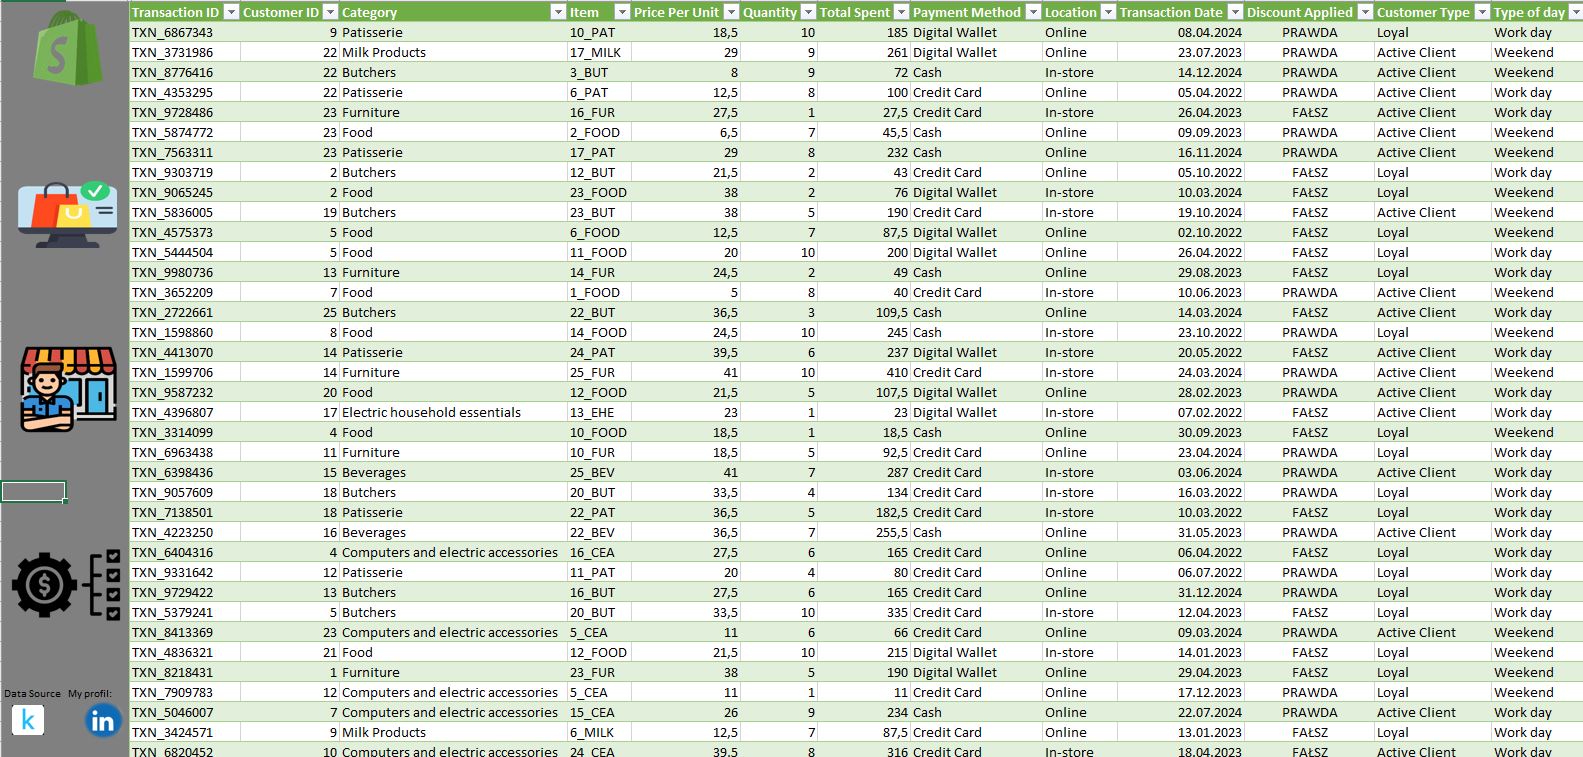 Transaction ID Customer ID Category Item Price Per Unit Quantity Total Spent Payment Method Location Transaction Date Discount Applied Customer Type Type of day
TXN_6867343 9 Patisserie 10_PAT 18,5 10 185 Digital Wallet Online 08.04.2024 PRAWDA Loyal Work day
TXN_3731986 22 Milk Products 17_MILK 29 9 261 Digital Wallet Online 23.07.2023 PRAWDA Active Client Weekend
TXN_8776416 22 Butchers 3_BUT 8 9 72 Cash In-store 14.12.2024 PRAWDA Active Client Weekend
TXN_4353295 22 Patisserie 6_PAT 12,5 8 100 Credit Card Online 05.04.2022 PRAWDA Active Client Work day
TXN_9728486 23 Furniture 16_FUR 27,5 1 27,5 Credit Card In-store 26.04.2023 FAŁSZ Active Client Work day
TXN_5874772 23 Food 2_FOOD 6,5 7 45,5 Cash Online 09.09.2023 PRAWDA Active Client Weekend
TXN_7563311 23 Patisserie 17_PAT 29 8 232 Cash Online 16.11.2024 PRAWDA Active Client Weekend
TXN_9303719 2 Butchers 12_BUT 21,5 2 43 Credit Card Online 05.10.2022 FAŁSZ Loyal Work day
TXN_9065245 2 Food 23_FOOD 38 2 76 Digital Wallet In-store 10.03.2024 FAŁSZ Loyal Weekend
TXN_5836005 19 Butchers 23_BUT 38 5 190 Credit Card In-store 19.10.2024 FAŁSZ Active Client Weekend
TXN_4575373 5 Food 6_FOOD 12,5 7 87,5 Digital Wallet Online 02.10.2022 FAŁSZ Loyal Weekend
TXN_5444504 5 Food 11_FOOD 20 10 200 Digital Wallet Online 26.04.2022 FAŁSZ Loyal Work day
TXN_9980736 13 Furniture 14_FUR 24,5 2 49 Cash Online 29.08.2023 FAŁSZ Loyal Work day
TXN_3652209 7 Food 1_FOOD 5 8 40 Credit Card In-store 10.06.2023 PRAWDA Active Client Weekend
TXN_2722661 25 Butchers 22_BUT 36,5 3 109,5 Cash Online 14.03.2024 FAŁSZ Active Client Work day
TXN_1598860 8 Food 14_FOOD 24,5 10 245 Cash In-store 23.10.2022 PRAWDA Loyal Weekend
TXN_4413070 14 Patisserie 24_PAT 39,5 6 237 Digital Wallet In-store 20.05.2022 FAŁSZ Active Client Work day
TXN_1599706 14 Furniture 25_FUR 41 10 410 Credit Card In-store 24.03.2024 PRAWDA Active Client Weekend
TXN_9587232 20 Food 12_FOOD 21,5 5 107,5 Digital Wallet Online 28.02.2023 FAŁSZ Active Client Work day
TXN_4396807 17 Electric household essentials 13_EHE 23 1 23 Digital Wallet In-store 07.02.2022 FAŁSZ Active Client Work day
TXN_3314099 4 Food 10_FOOD 18,5 1 18,5 Cash Online 30.09.2023 FAŁSZ Loyal Weekend
TXN_6963438 11 Furniture 10_FUR 18,5 5 92,5 Credit Card Online 23.04.2024 PRAWDA Loyal Work day
TXN_6398436 15 Beverages 25_BEV 41 7 287 Credit Card In-store 03.06.2024 PRAWDA Active Client Work day
TXN_9057609 18 Butchers 20_BUT 33,5 4 134 Credit Card In-store 16.03.2022 FAŁSZ Loyal Work day
TXN_7138501 18 Patisserie 22_PAT 36,5 5 182,5 Credit Card In-store 10.03.2022 FAŁSZ Loyal Work day
TXN_4223250 16 Beverages 22_BEV 36,5 7 255,5 Cash Online 31.05.2023 PRAWDA Active Client Work day
TXN_6404316 4 Computers and electric accessories 16_CEA 27,5 6 165 Credit Card Online 06.04.2022 FAŁSZ Loyal Work day
TXN_9331642 12 Patisserie 11_PAT 20 4 80 Credit Card Online 06.07.2022 PRAWDA Loyal Work day
TXN_9729422 13 Butchers 16_BUT 27,5 6 165 Credit Card Online 31.12.2024 PRAWDA Loyal Work day
TXN_5379241 5 Butchers 20_BUT 33,5 10 335 Credit Card In-store 12.04.2023 FAŁSZ Loyal Work day
TXN_8413369 23 Computers and electric accessories 5_CEA 11 6 66 Credit Card Online 09.03.2024 PRAWDA Active Client Weekend
TXN_4836321 21 Food 12_FOOD 21,5 10 215 Digital Wallet In-store 14.01.2023 PRAWDA Loyal Weekend
TXN_8218431 1 Furniture 23_FUR 38 5 190 Digital Wallet Online 29.04.2023 FAŁSZ Loyal Weekend
TXN_7909783 12 Computers and electric accessories 5_CEA 11 1 11 Credit Card Online 17.12.2023 PRAWDA Loyal Weekend
TXN_5046007 7 Computers and electric accessories 15_CEA 26 9 234 Cash Online 22.07.2024 PRAWDA Active Client Work day
TXN_3424571 9 Milk Products 6_MILK 12,5 7 87,5 Credit Card Online 13.01.2023 FAŁSZ Loyal Work day
TXN_6820452 10 Computers and electric accessories 24_CEA 39,5 8 316 Credit Card In-store 18.04.2023 FAŁSZ Active Client Work day
Data Source My profil:
k in